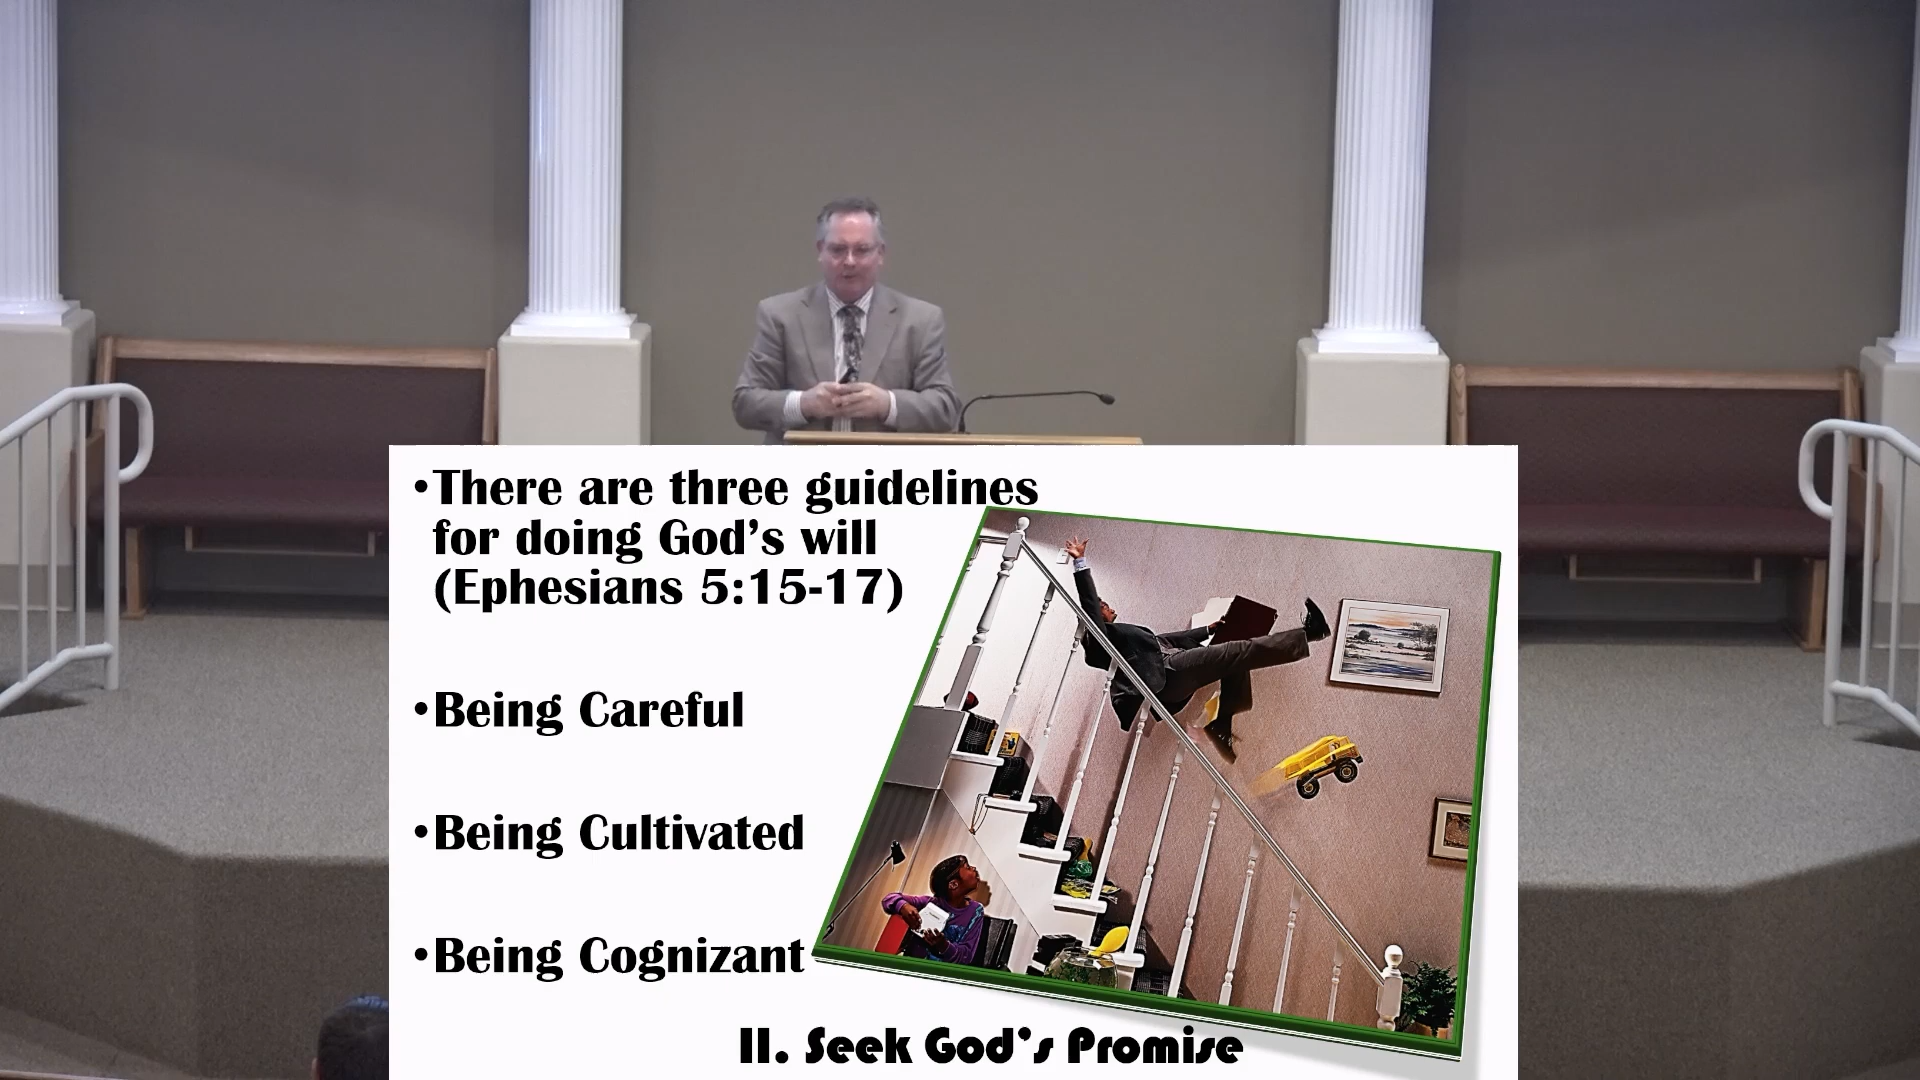 •There are three guidelines
for doing God's will
(Ephesians 5:15-17)
•Being Careful
•Being Cultivated
•Being Cognizant
II. Seek God's Promise